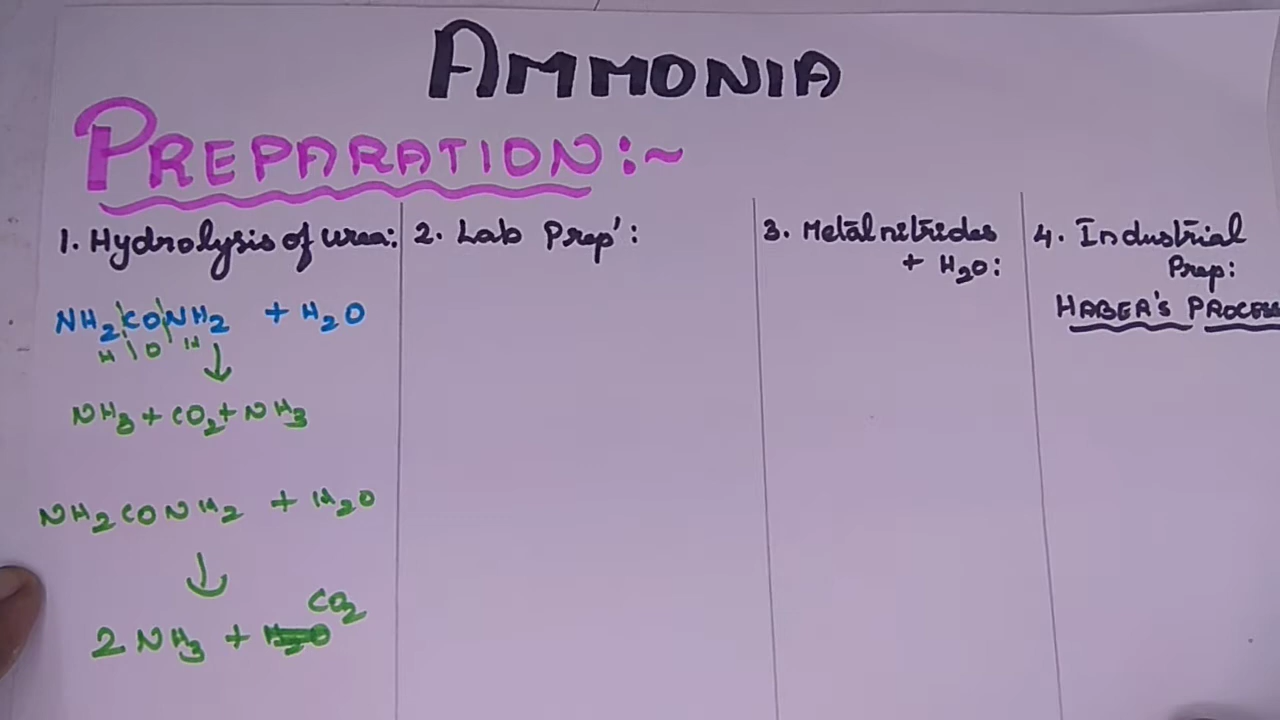 AMMONIA
PREPARATION:~
1. Hydrolysis of Urea:
NH2CONH2 + H2O
H O H
NH3 + CO2 + NH3
NH2CONH2 + H2O
CO2
2NH3 + H2O
2. Lab Prep':
3. Metal nitrides
+ H2O:
4. Industrial
Prep:
HABER'S PROCESS